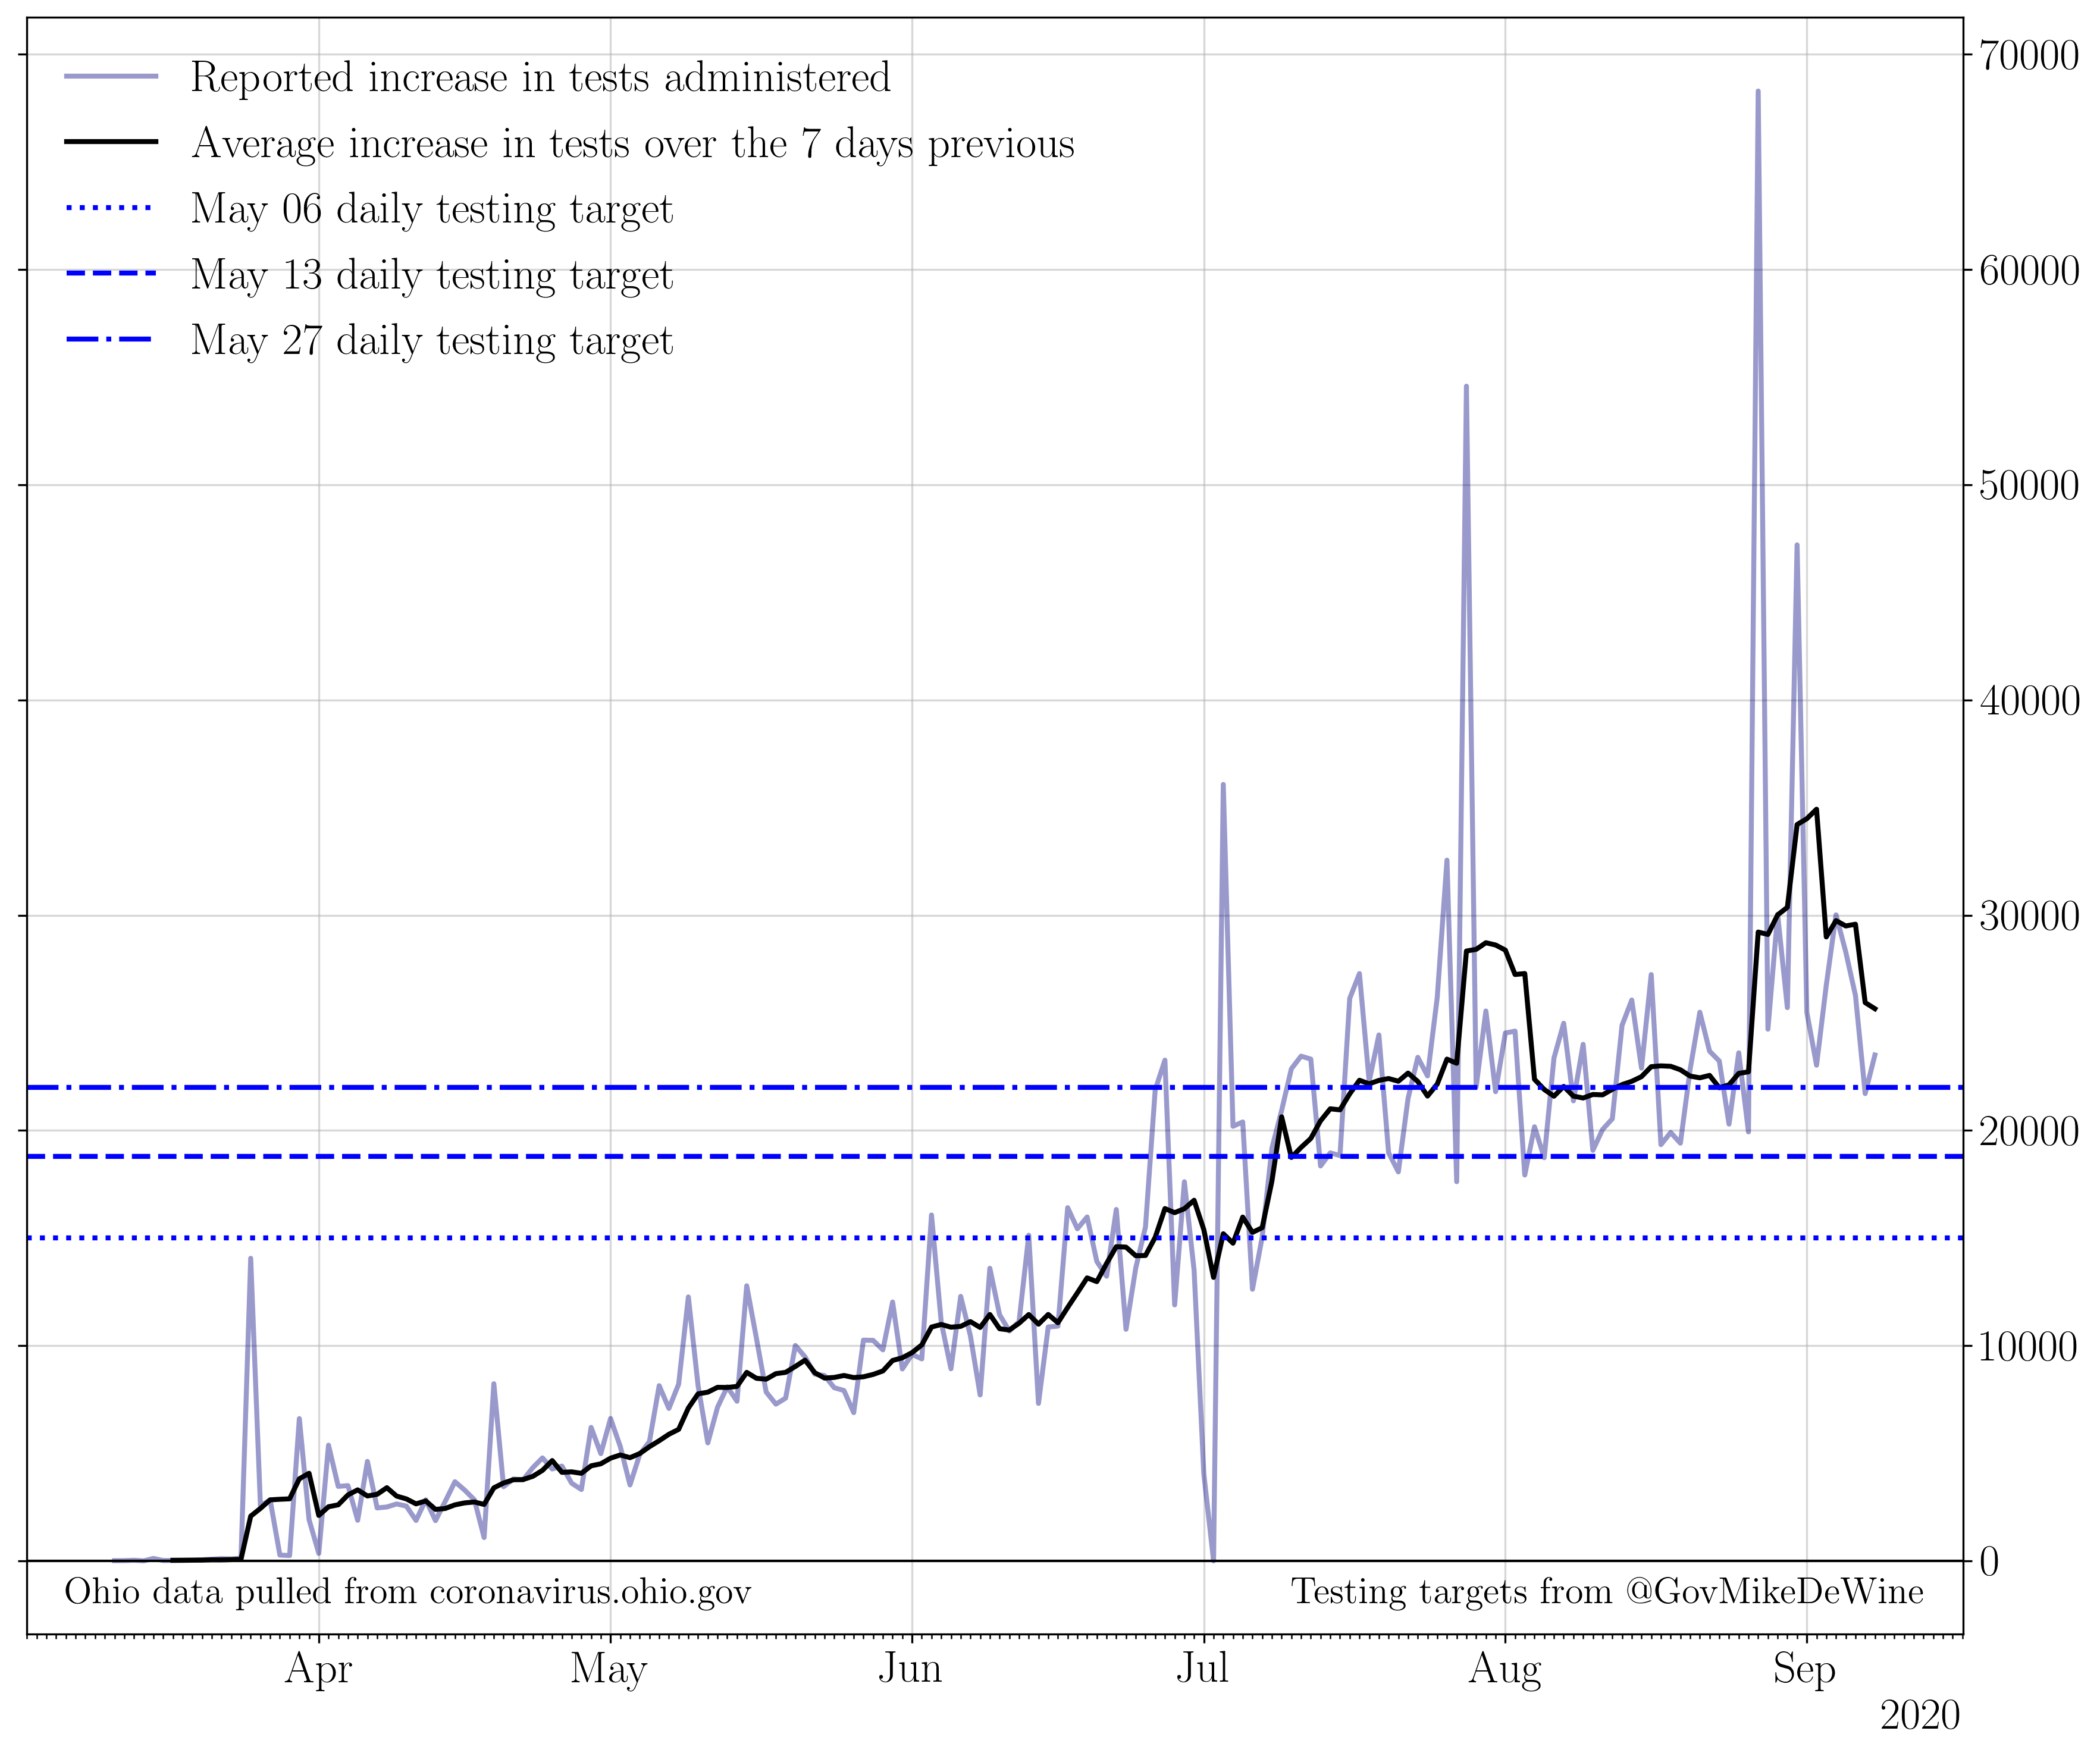 Reported increase in tests administered
Average increase in tests over the 7 days previous
May 06 daily testing target
May 13 daily testing target
May 27 daily testing target
70000
60000
50000
40000
30000
20000
10000
0
Ohio data pulled from coronavirus.ohio.gov
Testing targets from @GovMikeDeWine
Apr May Jun Jul Aug Sep
2020